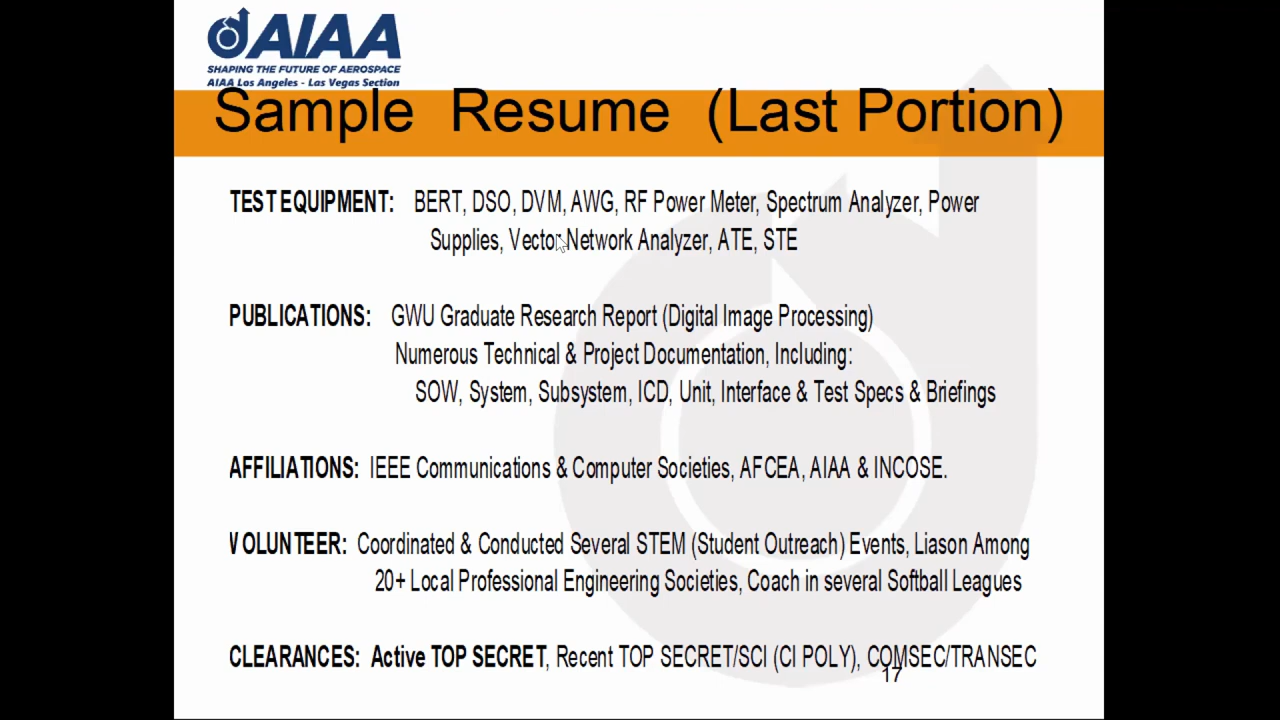 AIAA
SHAPING THE FUTURE OF AEROSPACE
AIAA Los Angeles - Las Vegas Section
Sample Resume (Last Portion)
TEST EQUIPMENT: BERT, DSO, DVM, AWG, RF Power Meter, Spectrum Analyzer, Power
Supplies, Vector Network Analyzer, ATE, STE
PUBLICATIONS: GWU Graduate Research Report (Digital Image Processing)
Numerous Technical & Project Documentation, Including:
SOW, System, Subsystem, ICD, Unit, Interface & Test Specs & Briefings
AFFILIATIONS: IEEE Communications & Computer Societies, AFCEA, AIAA & INCOSE.
VOLUNTEER: Coordinated & Conducted Several STEM (Student Outreach) Events, Liason Among
20+ Local Professional Engineering Societies, Coach in several Softball Leagues
CLEARANCES: Active TOP SECRET, Recent TOP SECRET/SCI (CI POLY), COMSEC/TRANSEC
17